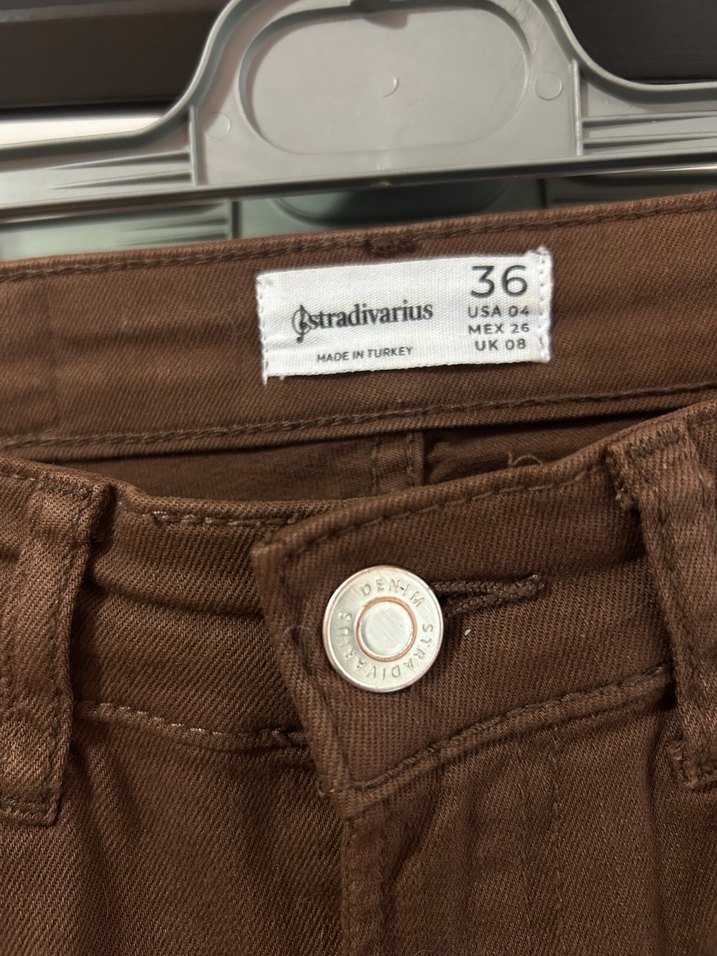 stradivarius
MADE IN TURKEY
36
USA 04
MEX 26
UK 08
DENIM STRADIVARIUS